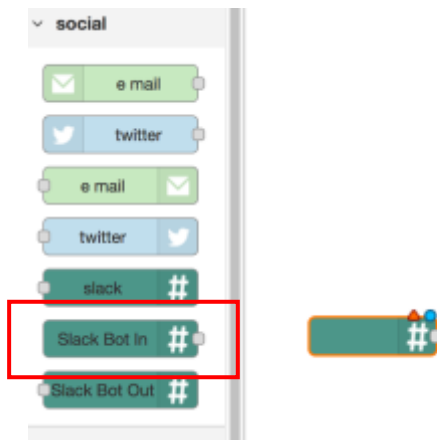 social
e mail
twitter
e mail
twitter
slack
Slack Bot In
Slack Bot Out